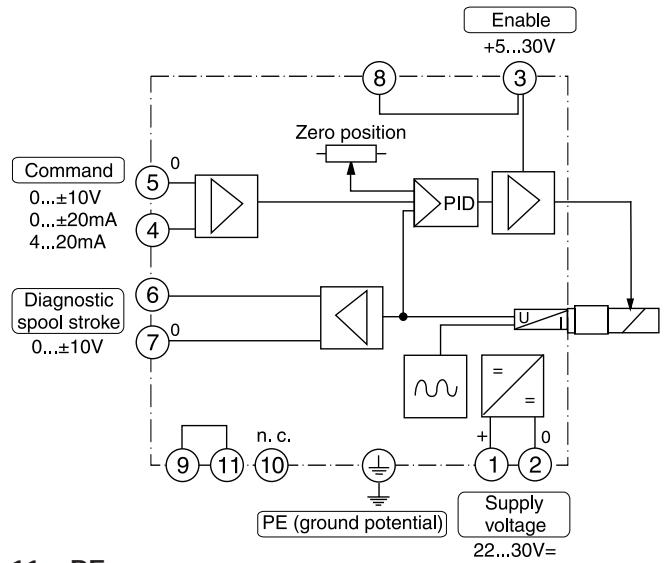 Enable
+5...30V
8
3
Zero position
Command
0...±10V
0...±20mA
4...20mA
5
0
4
PID
Diagnostic
spool stroke
0...±10V
6
7
0
U
I
=
=
n. c.
+
0
9
11
10
1
2
PE (ground potential)
Supply
voltage
22...30V=